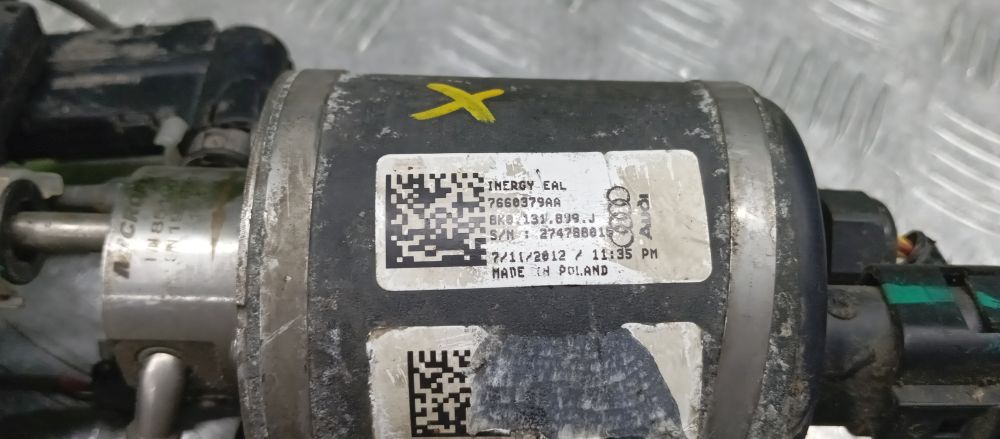 INERGY EAL
7660379AA
8K0.131.899.J
S/N : 27478801
7/11/2012 / 11:35 PM
MADE IN POLAND
Audi